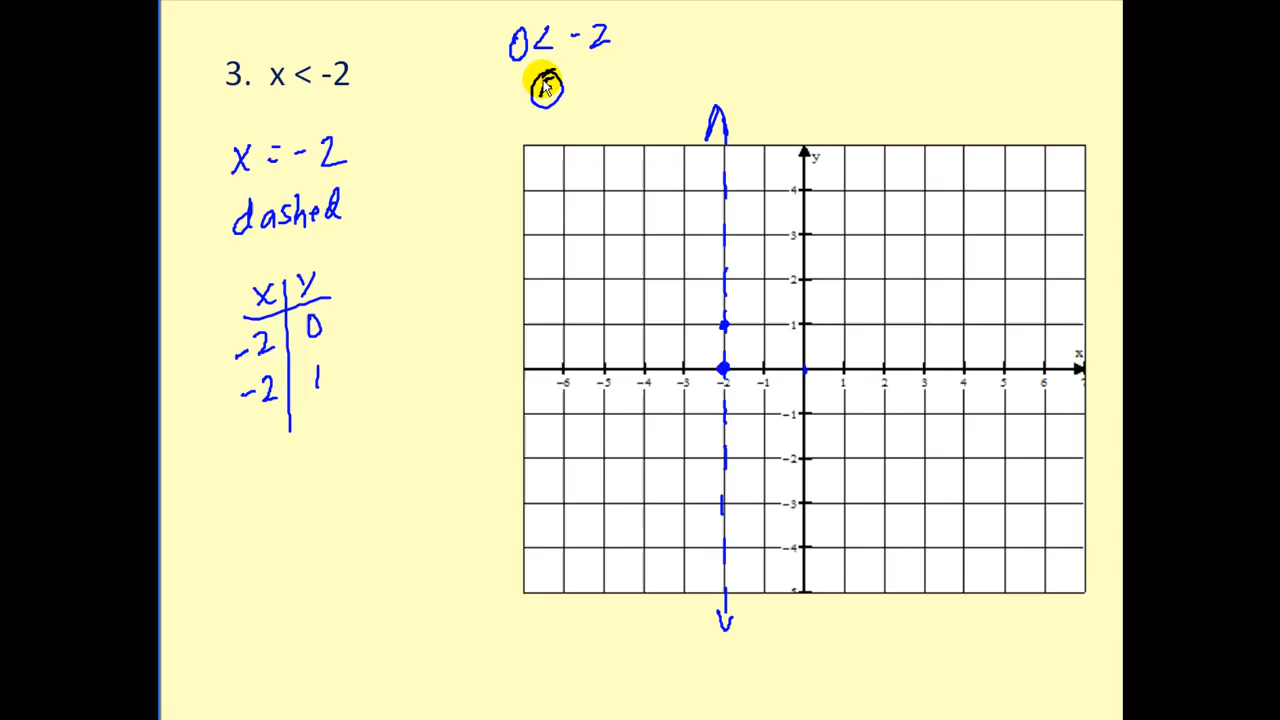 3. x < -2
0 < -2
F
x = -2
dashed
x y
-2 0
-2 1
y
4
3
2
1
x
-6 -5 -4 -3 -2 -1 1 2 3 4 5 6 7
-1
-2
-3
-4
5